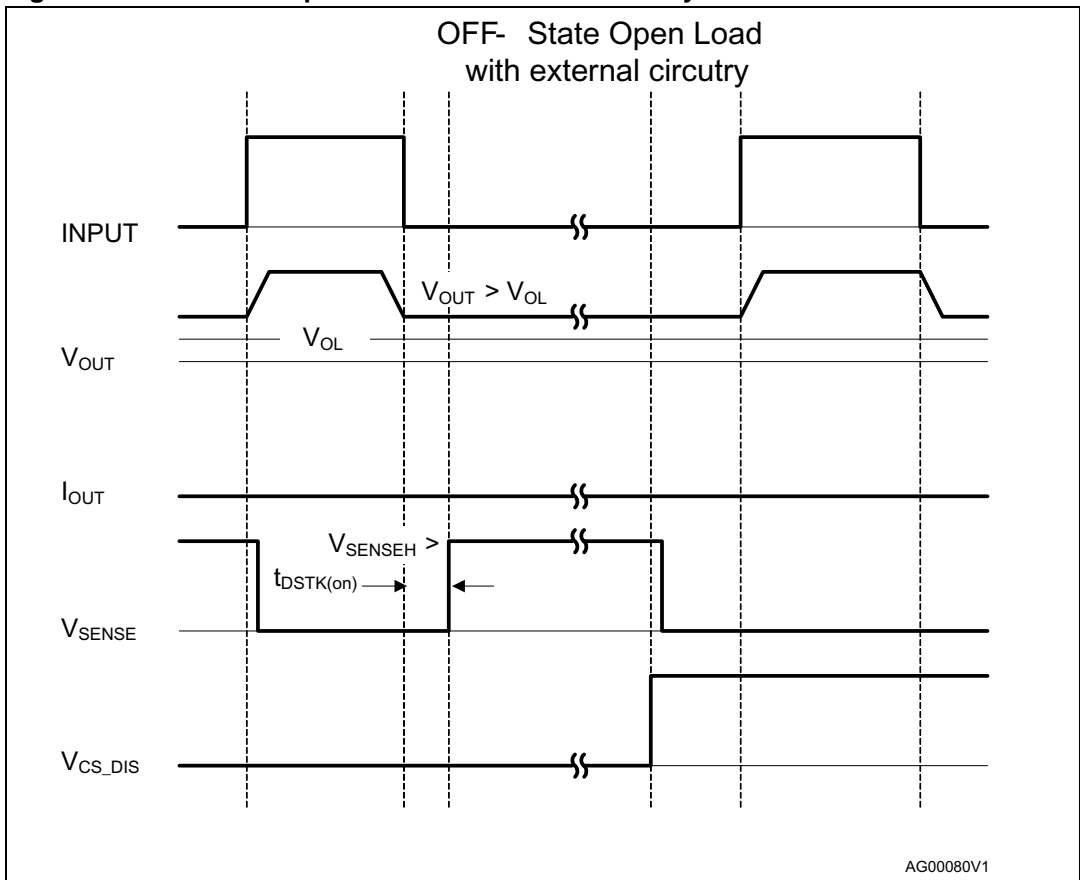 OFF- State Open Load
with external circutry
INPUT
V_OUT > V_OL
V_OL
V_OUT
I_OUT
V_SENSEH >
t_DSTK(on)
V_SENSE
V_CS_DIS
AG00080V1